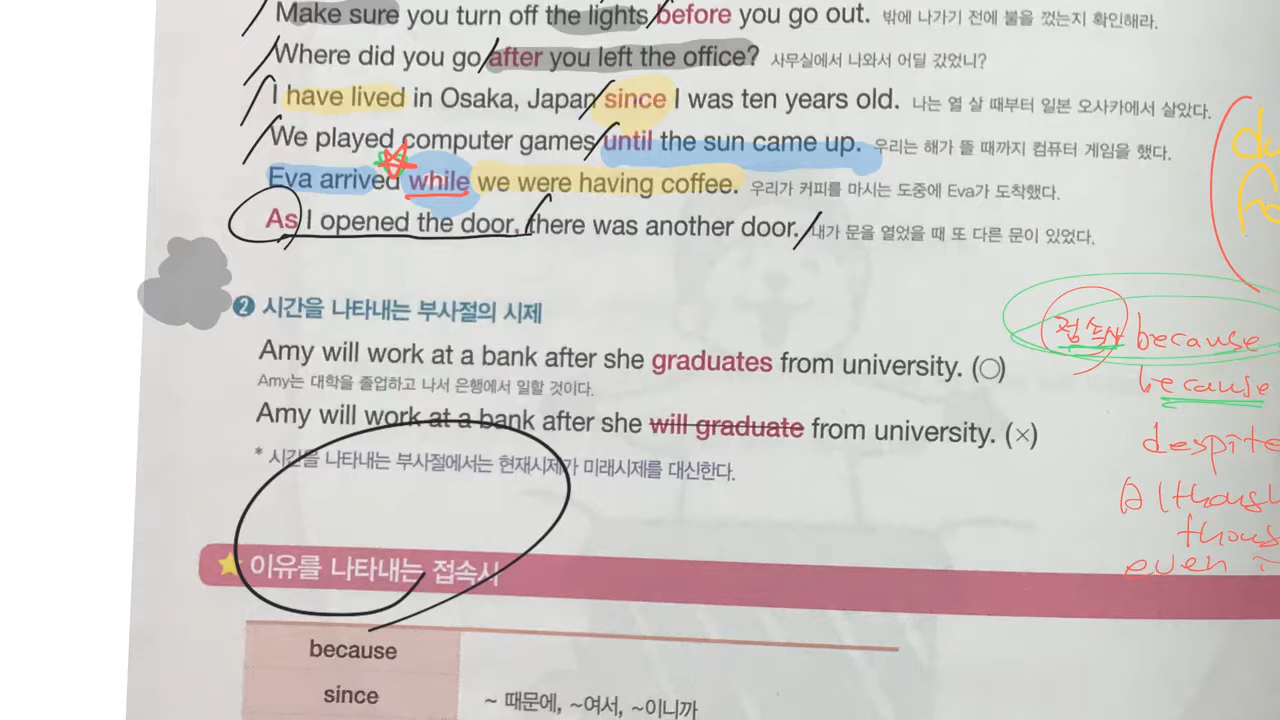 Make sure you turn off the lights before you go out. 밖에 나가기 전에 불을 껐는지 확인해라.
Where did you go after you left the office? 사무실에서 나와서 어딜 갔었니?
I have lived in Osaka, Japan since I was ten years old. 나는 열 살 때부터 일본 오사카에서 살았다.
We played computer games until the sun came up. 우리는 해가 뜰 때까지 컴퓨터 게임을 했다.
Eva arrived while we were having coffee. 우리가 커피를 마시는 도중에 Eva가 도착했다.
As I opened the door, there was another door. 내가 문을 열었을 때 또 다른 문이 있었다.
2 시간을 나타내는 부사절의 시제
Amy will work at a bank after she graduates from university. (○)
Amy는 대학을 졸업하고 나서 은행에서 일할 것이다.
Amy will work at a bank after she will graduate from university. (×)
* 시간을 나타내는 부사절에서는 현재시제가 미래시제를 대신한다.
접속사 because
because
despite
Although
even
이유를 나타내는 접속사
because
since
~ 때문에, ~여서, ~이니까